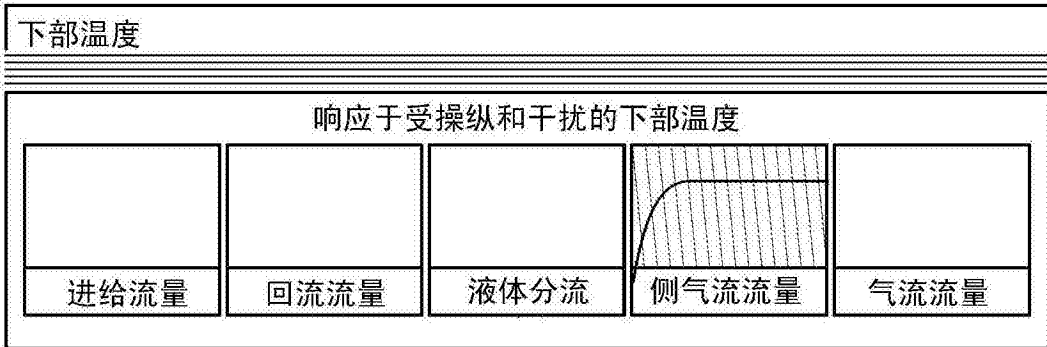 下部温度
响应于受操纵和干扰的下部温度
进给流量
回流流量
液体分流
侧气流流量
气流流量